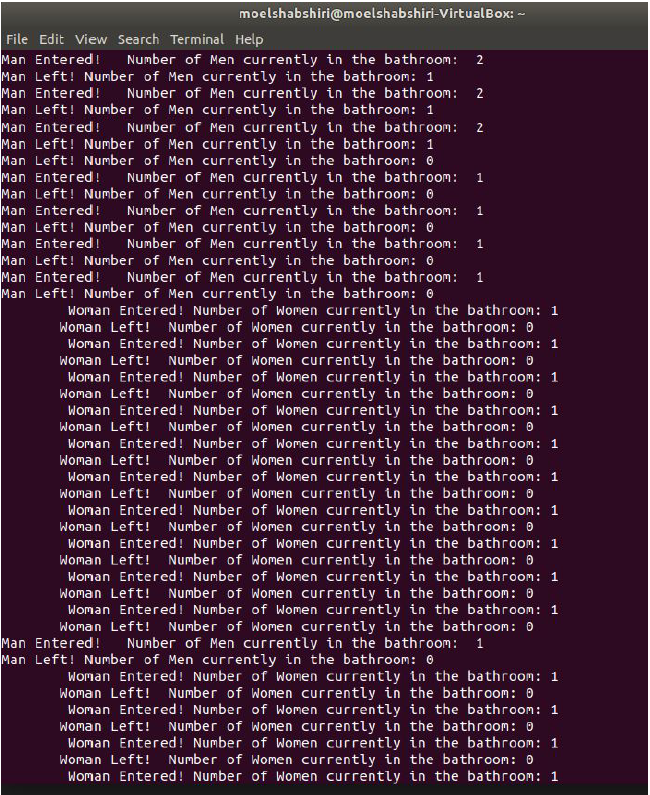 moelshabshiri@moelshabshiri-VirtualBox: ~
File Edit View Search Terminal Help
Man Entered!   Number of Men currently in the bathroom:  2
Man Left! Number of Men currently in the bathroom: 1
Man Entered!   Number of Men currently in the bathroom:  2
Man Left! Number of Men currently in the bathroom: 1
Man Entered!   Number of Men currently in the bathroom:  2
Man Left! Number of Men currently in the bathroom: 1
Man Left! Number of Men currently in the bathroom: 0
Man Entered!   Number of Men currently in the bathroom:  1
Man Left! Number of Men currently in the bathroom: 0
Man Entered!   Number of Men currently in the bathroom:  1
Man Left! Number of Men currently in the bathroom: 0
Man Entered!   Number of Men currently in the bathroom:  1
Man Left! Number of Men currently in the bathroom: 0
Man Entered!   Number of Men currently in the bathroom:  1
Man Left! Number of Men currently in the bathroom: 0
        Woman Entered! Number of Women currently in the bathroom: 1
       Woman Left!  Number of Women currently in the bathroom: 0
        Woman Entered! Number of Women currently in the bathroom: 1
       Woman Left!  Number of Women currently in the bathroom: 0
        Woman Entered! Number of Women currently in the bathroom: 1
       Woman Left!  Number of Women currently in the bathroom: 0
        Woman Entered! Number of Women currently in the bathroom: 1
       Woman Left!  Number of Women currently in the bathroom: 0
        Woman Entered! Number of Women currently in the bathroom: 1
       Woman Left!  Number of Women currently in the bathroom: 0
        Woman Entered! Number of Women currently in the bathroom: 1
       Woman Left!  Number of Women currently in the bathroom: 0
        Woman Entered! Number of Women currently in the bathroom: 1
       Woman Left!  Number of Women currently in the bathroom: 0
        Woman Entered! Number of Women currently in the bathroom: 1
       Woman Left!  Number of Women currently in the bathroom: 0
        Woman Entered! Number of Women currently in the bathroom: 1
       Woman Left!  Number of Women currently in the bathroom: 0
        Woman Entered! Number of Women currently in the bathroom: 1
       Woman Left!  Number of Women currently in the bathroom: 0
Man Entered!   Number of Men currently in the bathroom:  1
Man Left! Number of Men currently in the bathroom: 0
        Woman Entered! Number of Women currently in the bathroom: 1
       Woman Left!  Number of Women currently in the bathroom: 0
        Woman Entered! Number of Women currently in the bathroom: 1
       Woman Left!  Number of Women currently in the bathroom: 0
        Woman Entered! Number of Women currently in the bathroom: 1
       Woman Left!  Number of Women currently in the bathroom: 0
        Woman Entered! Number of Women currently in the bathroom: 1